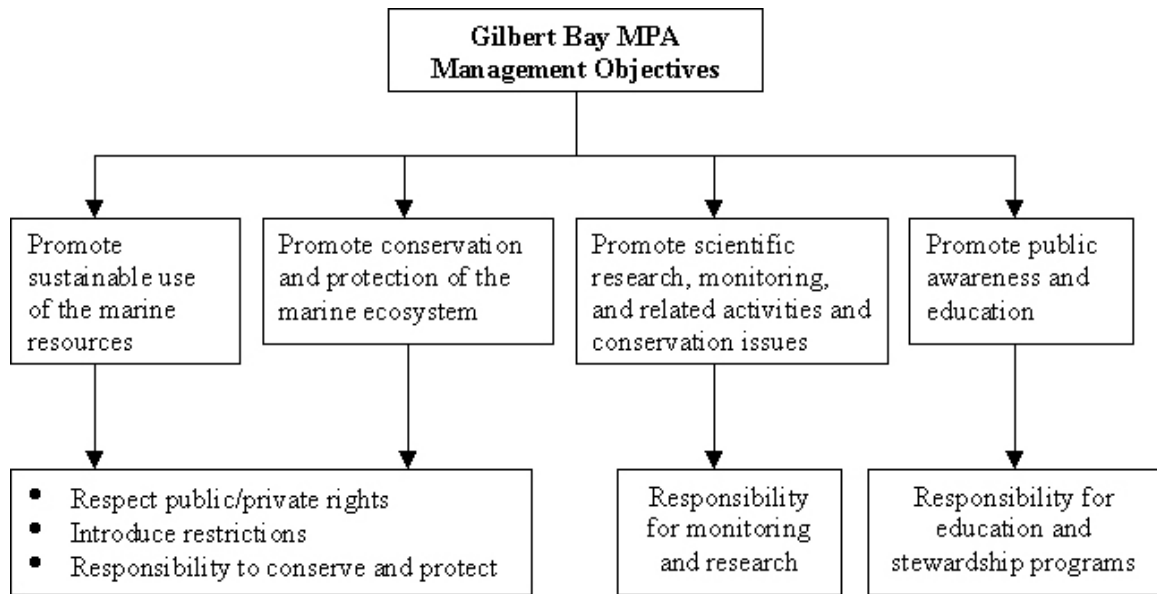 Gilbert Bay MPA
Management Objectives
Promote
sustainable use
of the marine
resources
Promote conservation
and protection of the
marine ecosystem
Promote scientific
research, monitoring,
and related activities and
conservation issues
Promote public
awareness and
education
• Respect public/private rights
• Introduce restrictions
• Responsibility to conserve and protect
Responsibility
for monitoring
and research
Responsibility for
education and
stewardship programs